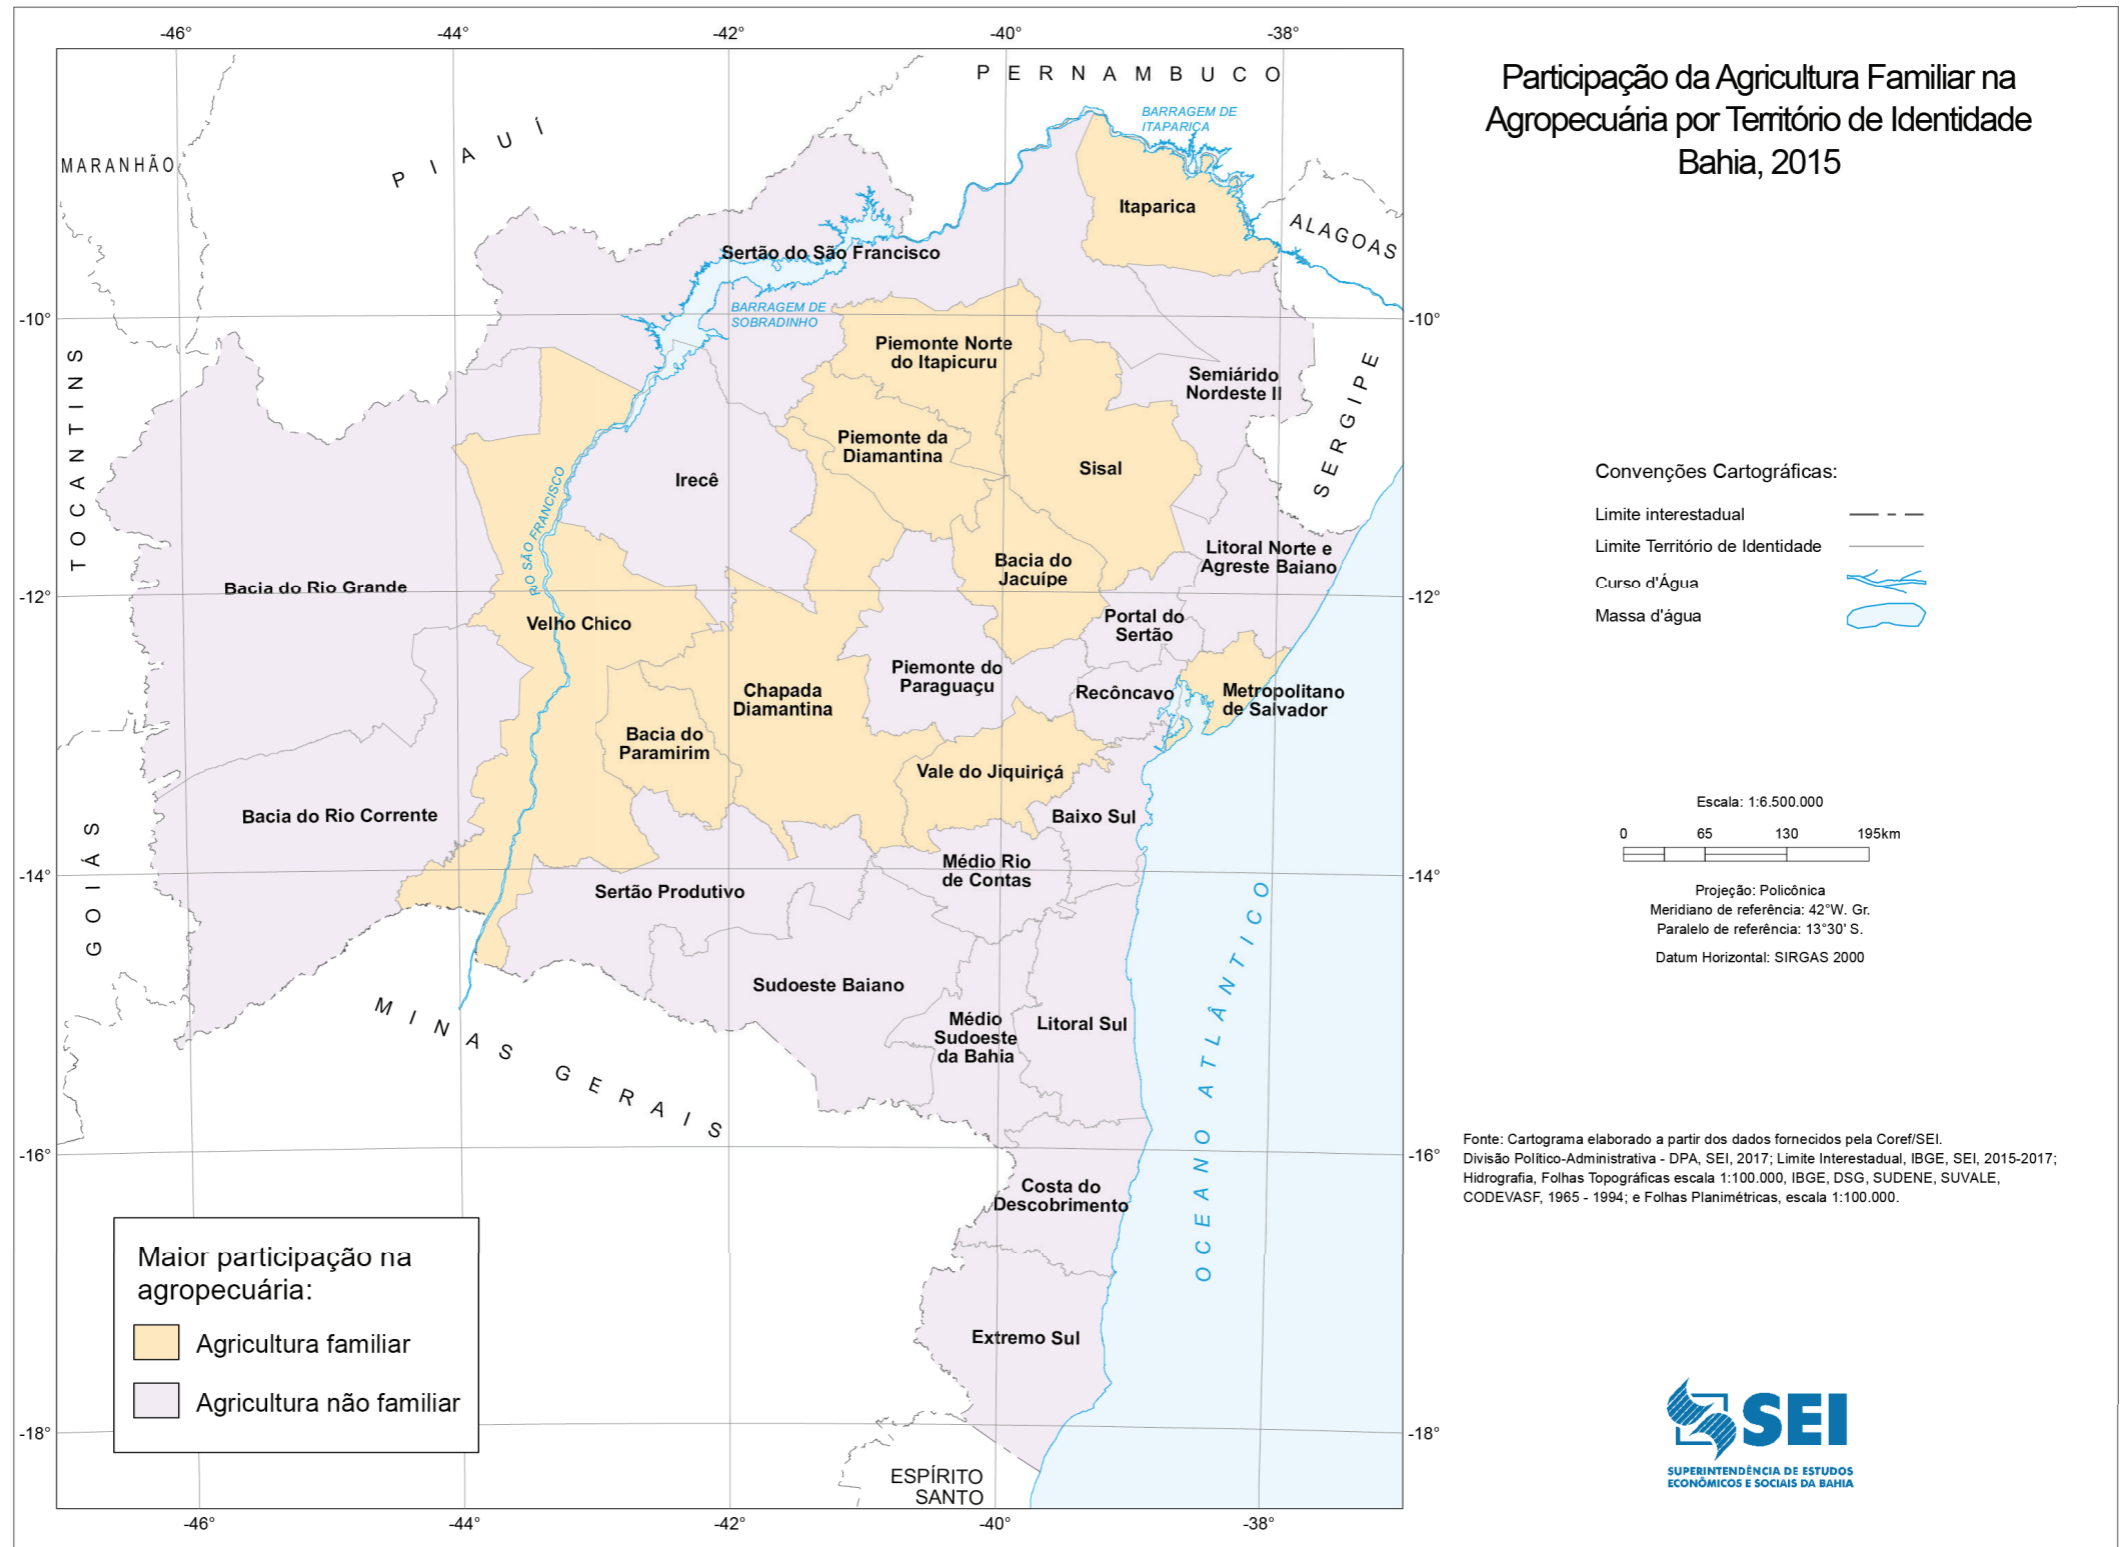 -46°
-44°
-42°
-40°
-38°
Participação da Agricultura Familiar na
Agropecuária por Território de Identidade
Bahia, 2015
PERNAMBUCO
BARRAGEM DE
ITAPARICA
PIAUÍ
MARANHÃO
Itaparica
ALAGOAS
Sertão do São Francisco
BARRAGEM DE
SOBRADINHO
-10°
-10°
TOCANTINS
SERGIPE
Piemonte Norte
do Itapicuru
Semiárido
Nordeste II
Piemonte da
Diamantina
Sisal
Irecê
RIO SÃO FRANCISCO
Convenções Cartográficas:
Limite interestadual
Limite Território de Identidade
Curso d'Água
Massa d'água
Litoral Norte e
Agreste Baiano
Bacia do
Jacuípe
Bacia do Rio Grande
-12°
-12°
Velho Chico
Portal do
Sertão
Piemonte do
Paraguaçu
Recôncavo
Metropolitano
de Salvador
Chapada
Diamantina
Bacia do
Paramirim
Vale do Jiquiriçá
Bacia do Rio Corrente
Baixo Sul
GOIÁS
Escala: 1:6.500.000
0
65
130
195km
Médio Rio
de Contas
-14°
-14°
Sertão Produtivo
Projeção: Policônica
Meridiano de referência: 42°W. Gr.
Paralelo de referência: 13°30' S.
Datum Horizontal: SIRGAS 2000
OCEANO ATLÂNTICO
Sudoeste Baiano
MINAS GERAIS
Médio
Sudoeste
da Bahia
Litoral Sul
-16°
-16°
Fonte: Cartograma elaborado a partir dos dados fornecidos pela Coref/SEI.
Divisão Político-Administrativa - DPA, SEI, 2017; Limite Interestadual, IBGE, SEI, 2015-2017;
Hidrografia, Folhas Topográficas escala 1:100.000, IBGE, DSG, SUDENE, SUVALE,
CODEVASF, 1965 - 1994; e Folhas Planimétricas, escala 1:100.000.
Costa do
Descobrimento
Maior participação na
agropecuária:
Agricultura familiar
Agricultura não familiar
Extremo Sul
-18°
-18°
ESPÍRITO
SANTO
SEI
SUPERINTENDÊNCIA DE ESTUDOS
ECONÔMICOS E SOCIAIS DA BAHIA
-46°
-44°
-42°
-40°
-38°